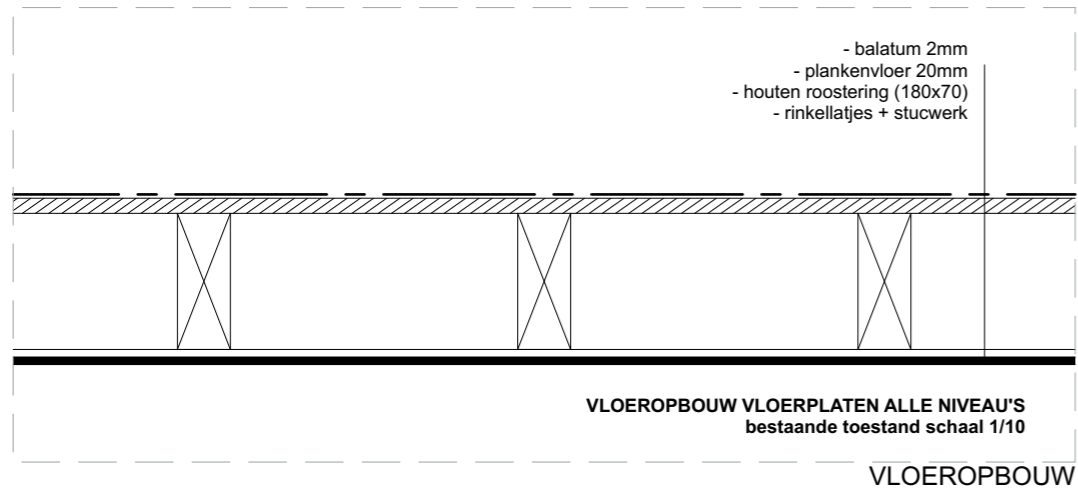 - balatum 2mm
- plankenvloer 20mm
- houten roostering (180x70)
- rinkellatjes + stucwerk
VLOEROPBOUW VLOERPLATEN ALLE NIVEAU'S
bestaande toestand schaal 1/10
VLOEROPBOUW